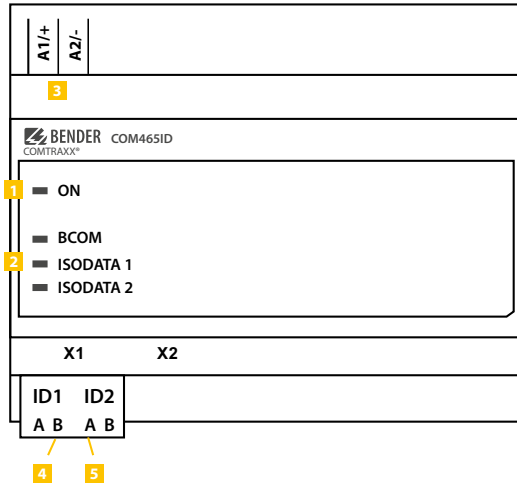 A1/+ A2/-
3
BENDER COM465ID
COMTRAXX®
1 ON
BCOM
2 ISODATA 1
ISODATA 2
X1 X2
ID1 ID2
A B A B
4 5